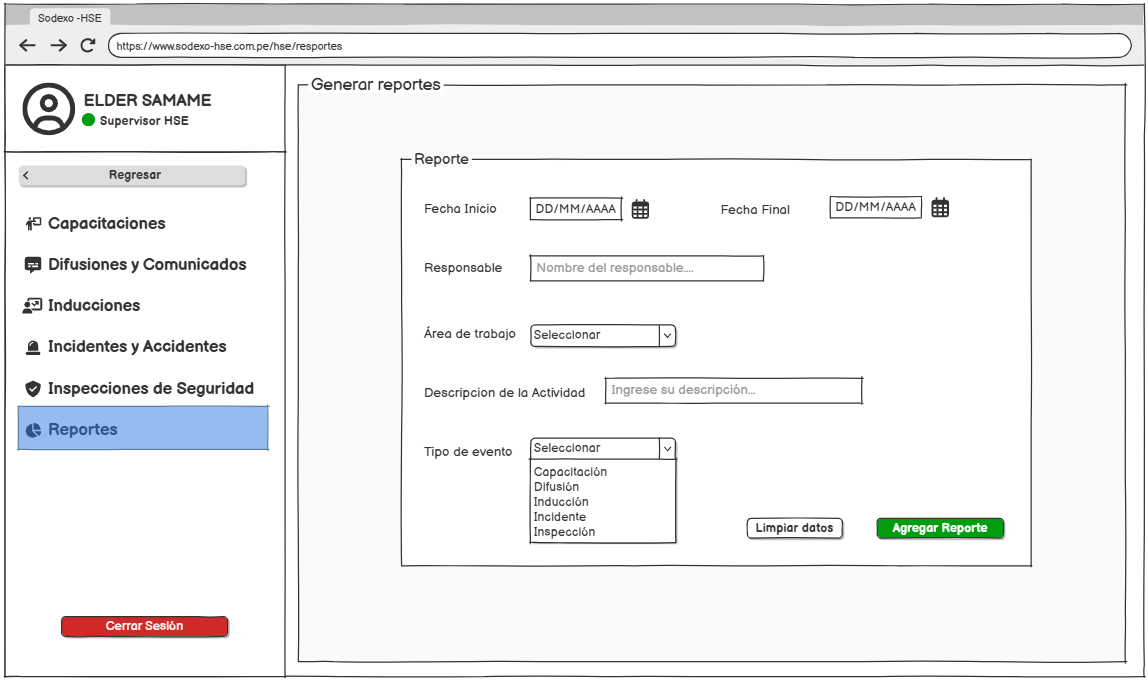 Sodexo -HSE
https://www.sodexo-hse.com.pe/hse/resportes
ELDER SAMAME
Supervisor HSE
Regresar
Capacitaciones
Difusiones y Comunicados
Inducciones
Incidentes y Accidentes
Inspecciones de Seguridad
Reportes
Cerrar Sesión
Generar reportes
Reporte
Fecha Inicio DD/MM/AAAA Fecha Final DD/MM/AAAA
Responsable Nombre del responsable....
Área de trabajo Seleccionar
Descripcion de la Actividad Ingrese su descripción...
Tipo de evento Seleccionar
Capacitación
Difusión
Inducción
Incidente
Inspección
Limpiar datos Agregar Reporte